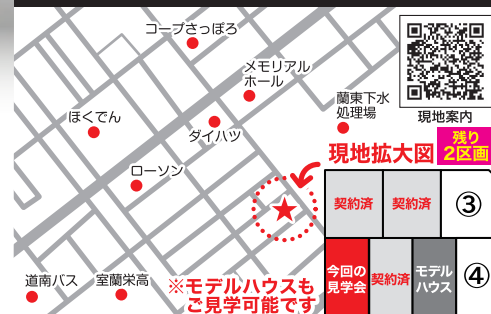 コープさっぽろ
メモリアル
ホール
蘭東下水
処理場
現地案内
ほくでん
ダイハツ
ローソン
現地拡大図
残り
2区画
契約済
契約済
③
今回の
見学会
契約済
モデル
ハウス
④
道南バス
室蘭栄高
※モデルハウスも
ご見学可能です